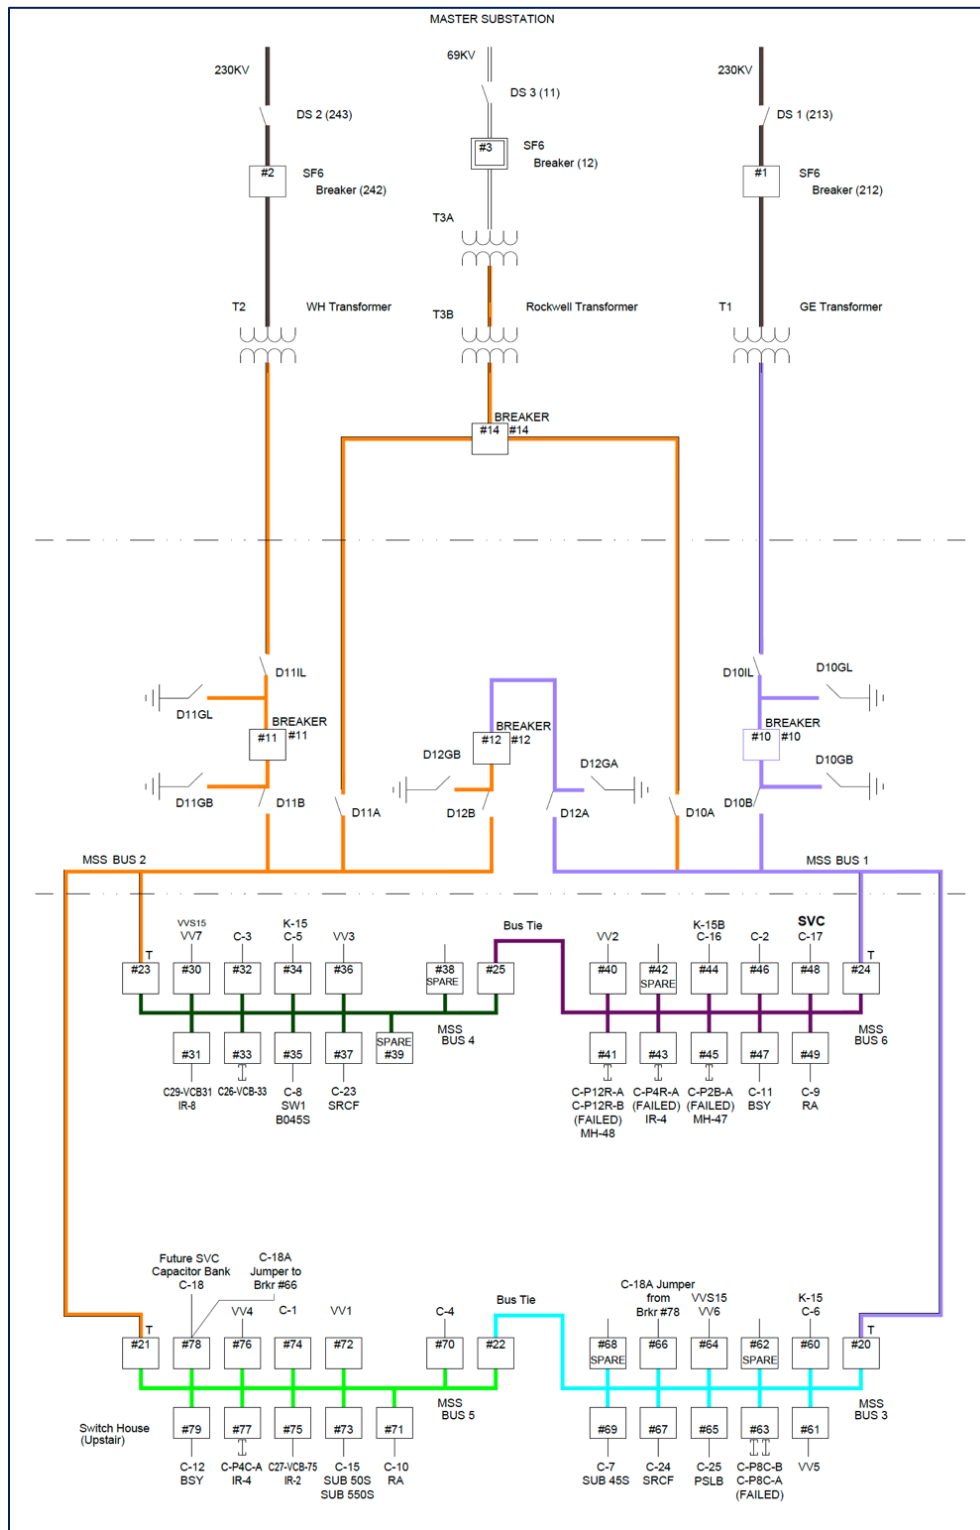 MASTER SUBSTATION
69KV
230KV
230KV
DS 3 (11)
DS 2 (243)
DS 1 (213)
#3
SF6
Breaker (12)
#2
SF6
Breaker (242)
#1
SF6
Breaker (212)
T3A
T2
WH Transformer
T3B
Rockwell Transformer
T1
GE Transformer
BREAKER
#14
#14
D11IL
D10IL
D10GL
D11GL
BREAKER
#11
#11
BREAKER
#12
#12
BREAKER
#10
#10
D12GB
D12GA
D10GB
D11GB
D11B
D11A
D12B
D12A
D10A
D10B
MSS BUS 2
MSS BUS 1
VVS15
VV7
C-3
K-15
C-5
VV3
Bus Tie
VV2
K-15B
C-16
C-2
SVC
C-17
T
T
#23
#30
#32
#34
#36
#38
SPARE
#25
#40
#42
SPARE
#44
#46
#48
#24
MSS
BUS 4
MSS
BUS 6
#31
#33
#35
#37
SPARE
#39
#41
#43
#45
#47
#49
C29-VCB31
IR-8
C26-VCB-33
C-8
SW1
B045S
C-23
SRCF
C-P12R-A
C-P12R-B
(FAILED)
MH-48
C-P4R-A
(FAILED)
IR-4
C-P2B-A
(FAILED)
MH-47
C-11
BSY
C-9
RA
Future SVC
Capacitor Bank
C-18
C-18A
Jumper to
Brkr #66
VV4
C-1
VV1
C-4
Bus Tie
C-18A Jumper
from
Brkr #78
VVS15
VV6
K-15
C-6
T
T
#21
#78
#76
#74
#72
#70
#22
#68
SPARE
#66
#64
#62
SPARE
#60
#20
MSS
BUS 5
MSS
BUS 3
Switch House
(Upstair)
#79
#77
#75
#73
#71
#69
#67
#65
#63
#61
C-12
BSY
C-P4C-A
IR-4
C27-VCB-75
IR-2
C-15
SUB 50S
SUB 550S
C-10
RA
C-7
SUB 45S
C-24
SRCF
C-25
PSLB
C-P8C-B
C-P8C-A
(FAILED)
VV5